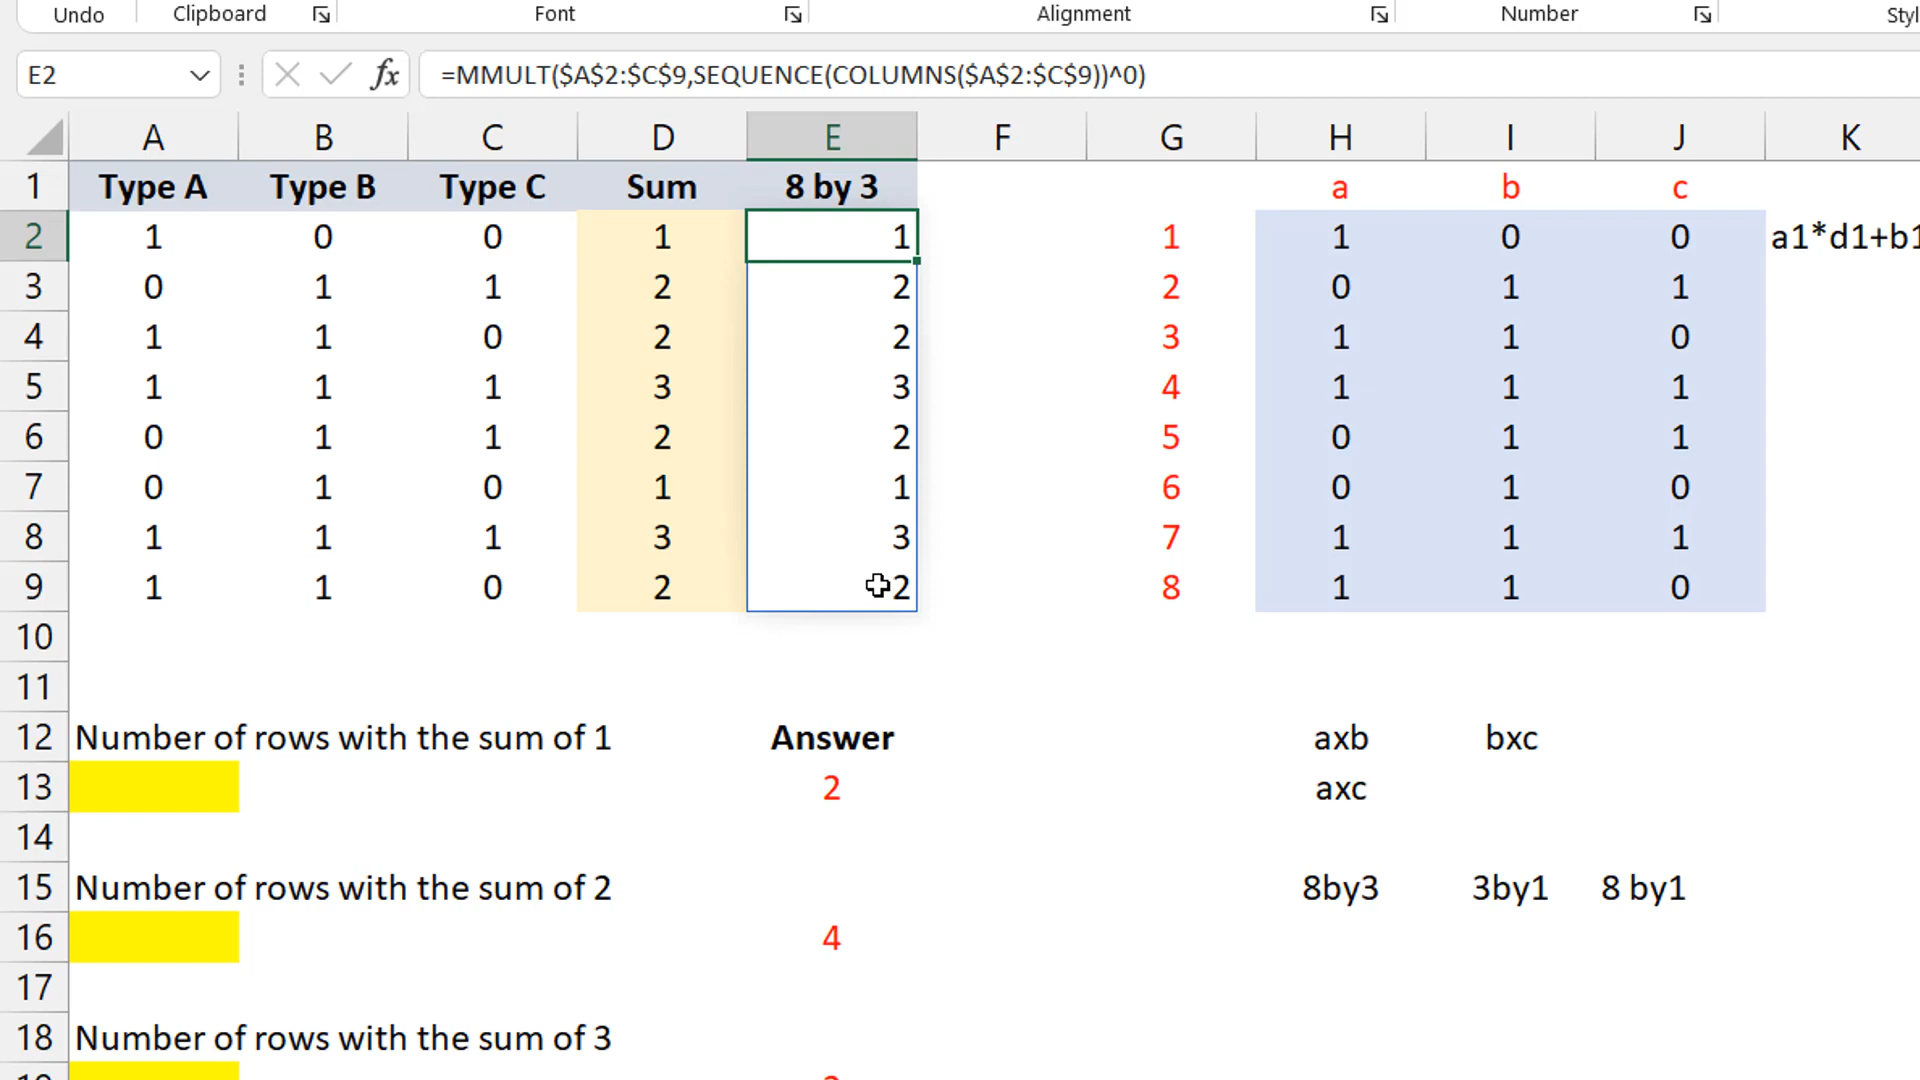 Undo Clipboard Font Alignment Number Styl
E2 fx =MMULT($A$2:$C$9,SEQUENCE(COLUMNS($A$2:$C$9))^0)
A B C D E F G H I J K
1 Type A Type B Type C Sum 8 by 3 a b c
2 1 0 0 1 1 1 1 0 0 a1*d1+b1
3 0 1 1 2 2 2 0 1 1
4 1 1 0 2 2 3 1 1 0
5 1 1 1 3 3 4 1 1 1
6 0 1 1 2 2 5 0 1 1
7 0 1 0 1 1 6 0 1 0
8 1 1 1 3 3 7 1 1 1
9 1 1 0 2 2 8 1 1 0
10
11
12 Number of rows with the sum of 1 Answer axb bxc
13 2 axc
14
15 Number of rows with the sum of 2 8by3 3by1 8 by1
16 4
17
18 Number of rows with the sum of 3